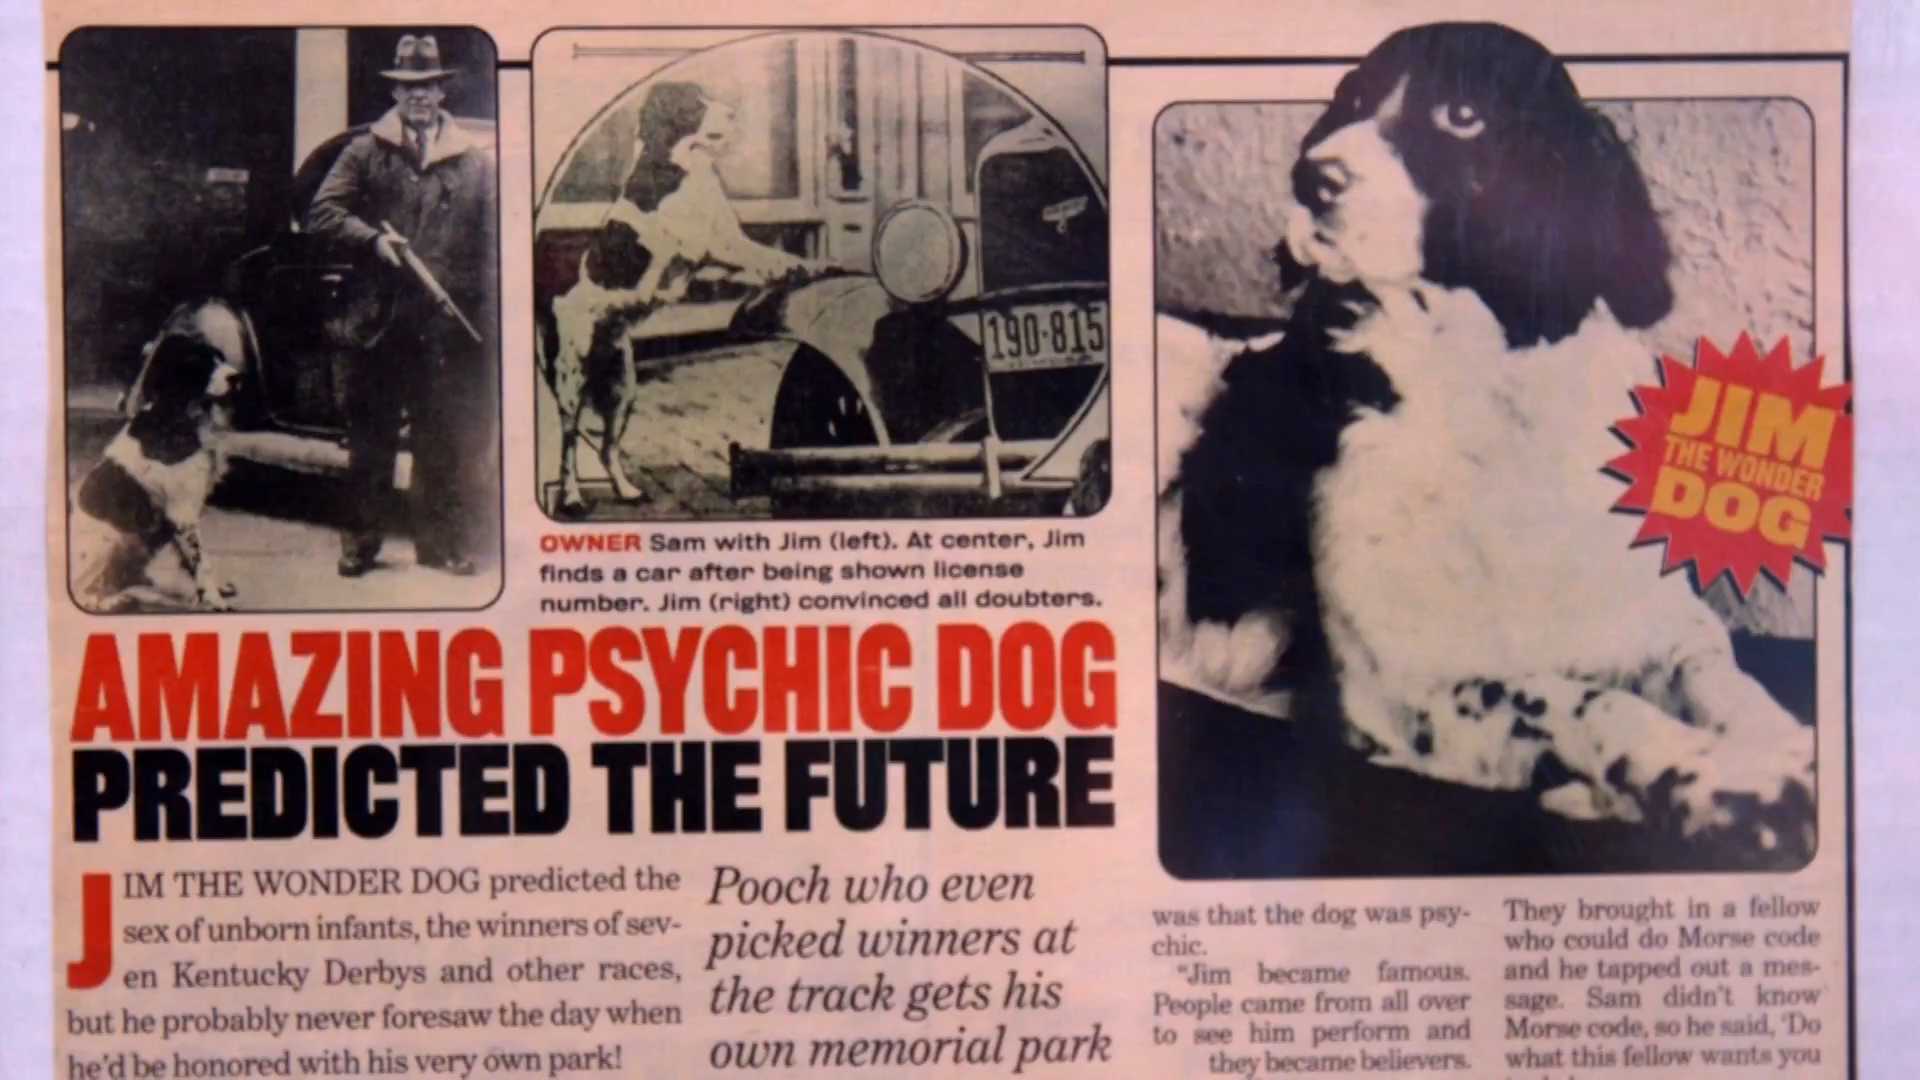 190-815
JIM
THE WONDER
DOG
OWNER Sam with Jim (left). At center, Jim
finds a car after being shown license
number. Jim (right) convinced all doubters.
AMAZING PSYCHIC DOG
PREDICTED THE FUTURE
JIM THE WONDER DOG predicted the
sex of unborn infants, the winners of sev-
en Kentucky Derbys and other races,
but he probably never foresaw the day when
he'd be honored with his very own park!
Pooch who even
picked winners at
the track gets his
own memorial park
was that the dog was psy-
chic.
"Jim became famous.
People came from all over
to see him perform and
they became believers.
They brought in a fellow
who could do Morse code
and he tapped out a mes-
sage. Sam didn't know
Morse code, so he said, 'Do
what this fellow wants you